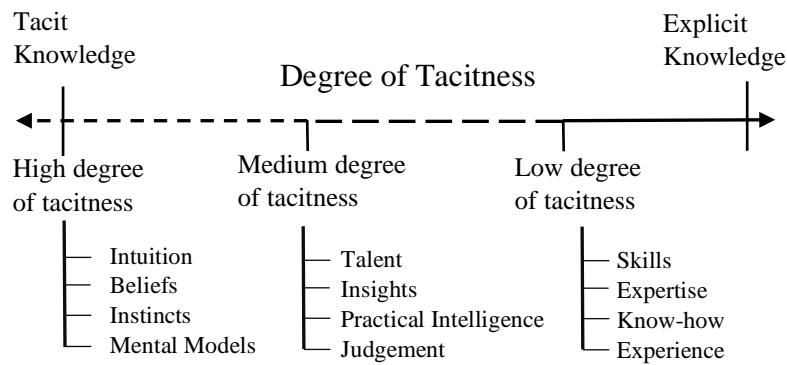 Tacit
Knowledge
Explicit
Knowledge
Degree of Tacitness
High degree
of tacitness
Medium degree
of tacitness
Low degree
of tacitness
Intuition
Beliefs
Instincts
Mental Models
Talent
Insights
Practical Intelligence
Judgement
Skills
Expertise
Know-how
Experience